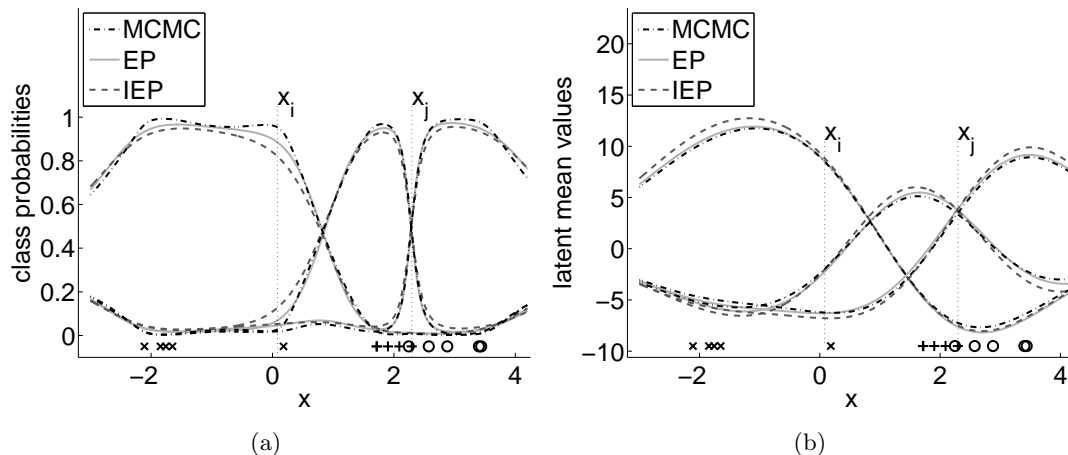 MCMC
EP
IEP
x_i
x_j
1
0.8
0.6
0.4
0.2
0
class probabilities
−2
0
2
4
x
(a)
MCMC
EP
IEP
x_i
x_j
20
15
10
5
0
−5
−10
latent mean values
−2
0
2
4
x
(b)